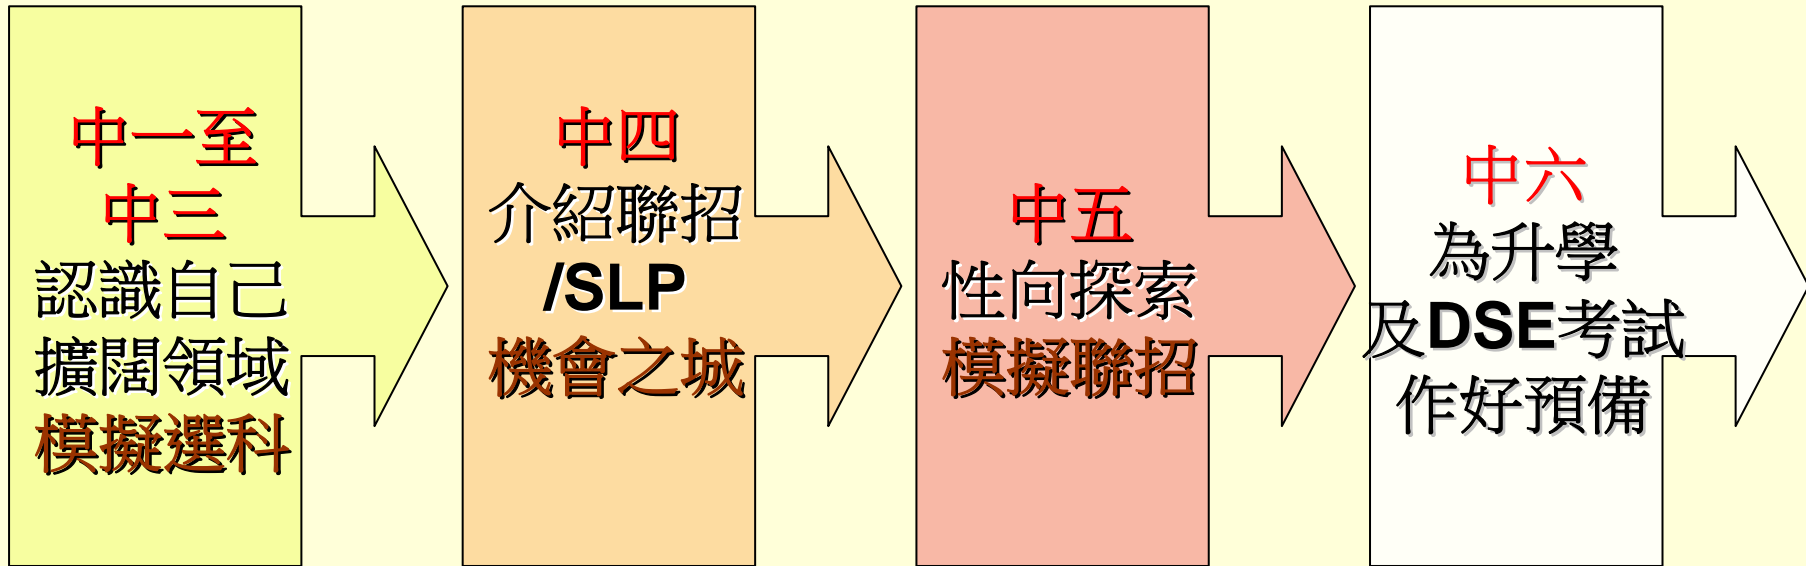 中一至
中三
認識自己
擴闊領域
模擬選科
中四
介紹聯招
/SLP
機會之城
中五
性向探索
模擬聯招
中六
為升學
及DSE考試
作好預備